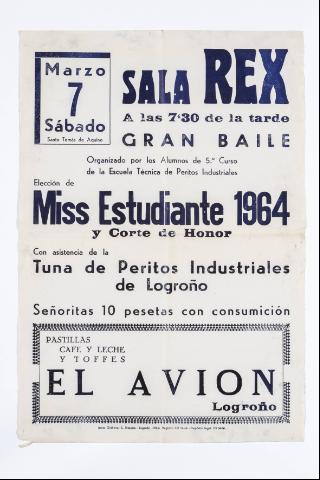 Marzo
7
Sábado
Santo Tomás de Aquino
SALA REX
A las 7'30 de la tarde
GRAN BAILE
Organizado por los Alumnos de 5.º Curso
de la Escuela Técnica de Peritos Industriales
Elección de
Miss Estudiante 1964
y Corte de Honor
Con asistencia de la
Tuna de Peritos Industriales
de Logroño
Señoritas 10 pesetas con consumición
PASTILLAS
CAFE Y LECHE
Y TOFFES
EL AVION
Logroño